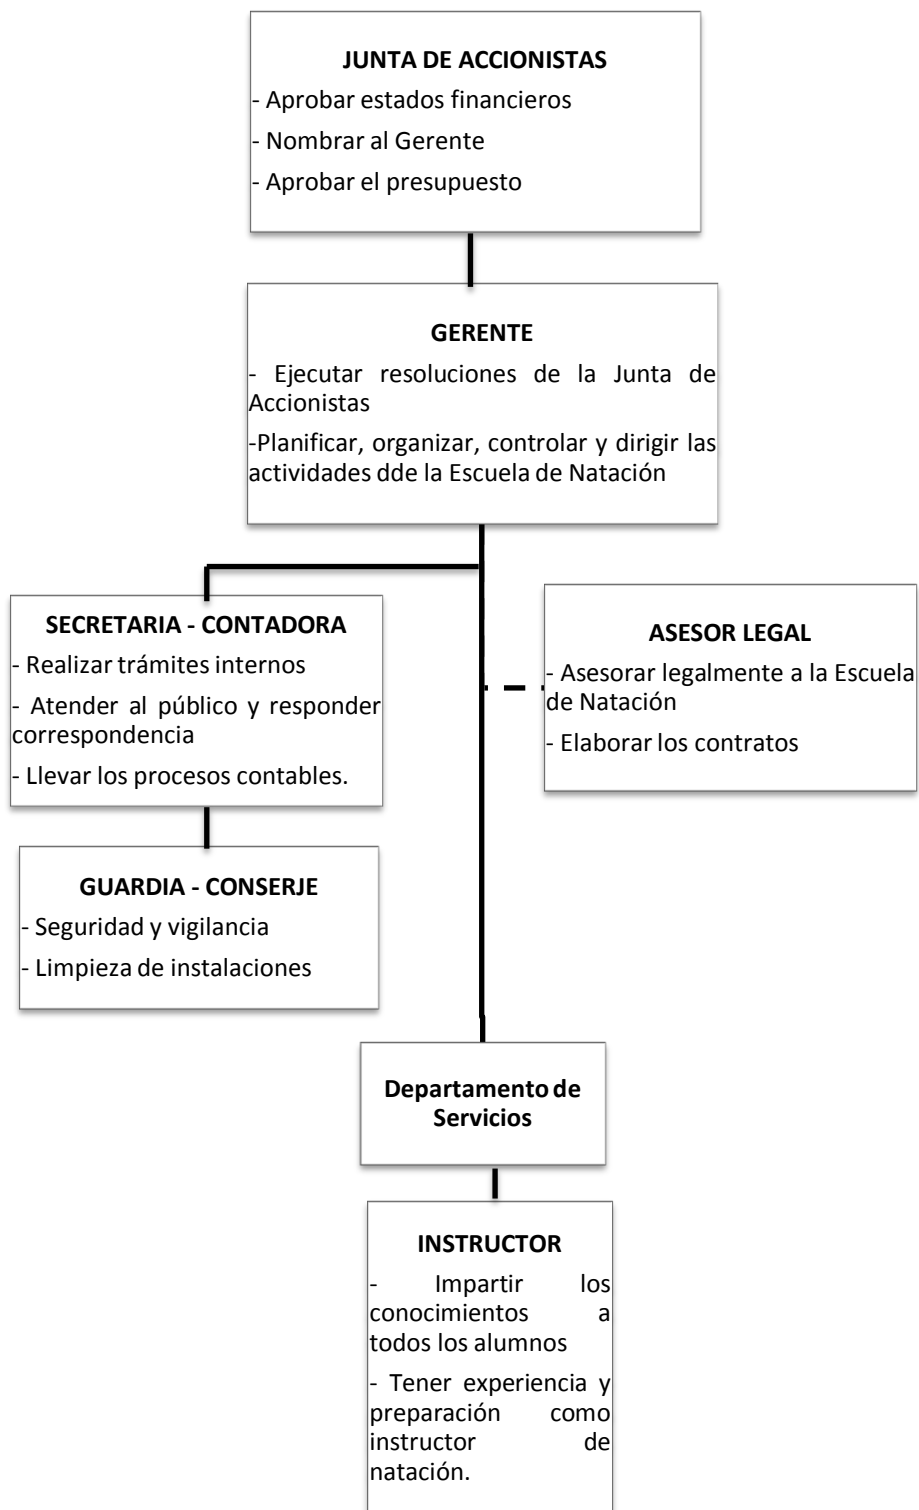 JUNTA DE ACCIONISTAS
- Aprobar estados financieros
- Nombrar al Gerente
- Aprobar el presupuesto
GERENTE
- Ejecutar resoluciones de la Junta de
Accionistas
-Planificar, organizar, controlar y dirigir las
actividades dde la Escuela de Natación
SECRETARIA - CONTADORA
- Realizar trámites internos
- Atender al público y responder
correspondencia
- Llevar los procesos contables.
ASESOR LEGAL
- Asesorar legalmente a la Escuela
de Natación
- Elaborar los contratos
GUARDIA - CONSERJE
- Seguridad y vigilancia
- Limpieza de instalaciones
Departamento de
Servicios
INSTRUCTOR
- Impartir los
conocimientos a
todos los alumnos
- Tener experiencia y
preparación como
instructor de
natación.